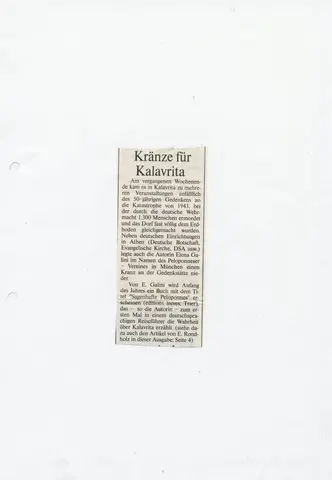 Kränze für
Kalavrita
Am vergangenen Wochenen-
de kam es in Kalavrita zu mehre-
ren Veranstaltungen anläßlich
des 50-jährigen Gedenkens an
die Katastrophe von 1943, bei
der durch die deutsche Wehr-
macht 1.300 Menschen ermordet
und das Dorf fast völlig dem Erd-
boden gleichgemacht wurden.
Neben deutschen Einrichtungen
in Athen (Deutsche Botschaft,
Evangelische Kirche, DSA usw.)
legte auch die Autorin Elena Ga-
lini im Namen des Peloponneser
- Vereines in München einen
Kranz an der Gedenkstätte nie-
der
Von E. Galini wird Anfang
des Jahres ein Buch mit dem Ti-
tel "Sagenhafte Peloponnes" er-
scheinen (editions trèves, Trier),
das – so die Autorin – zum er-
sten Mal in einem deutschspra-
chigen Reiseführer die Wahrheit
über Kalavrita erzählt. (siehe da-
zu auch den Artikel von E. Rond-
holz in dieser Ausgabe, Seite 4)